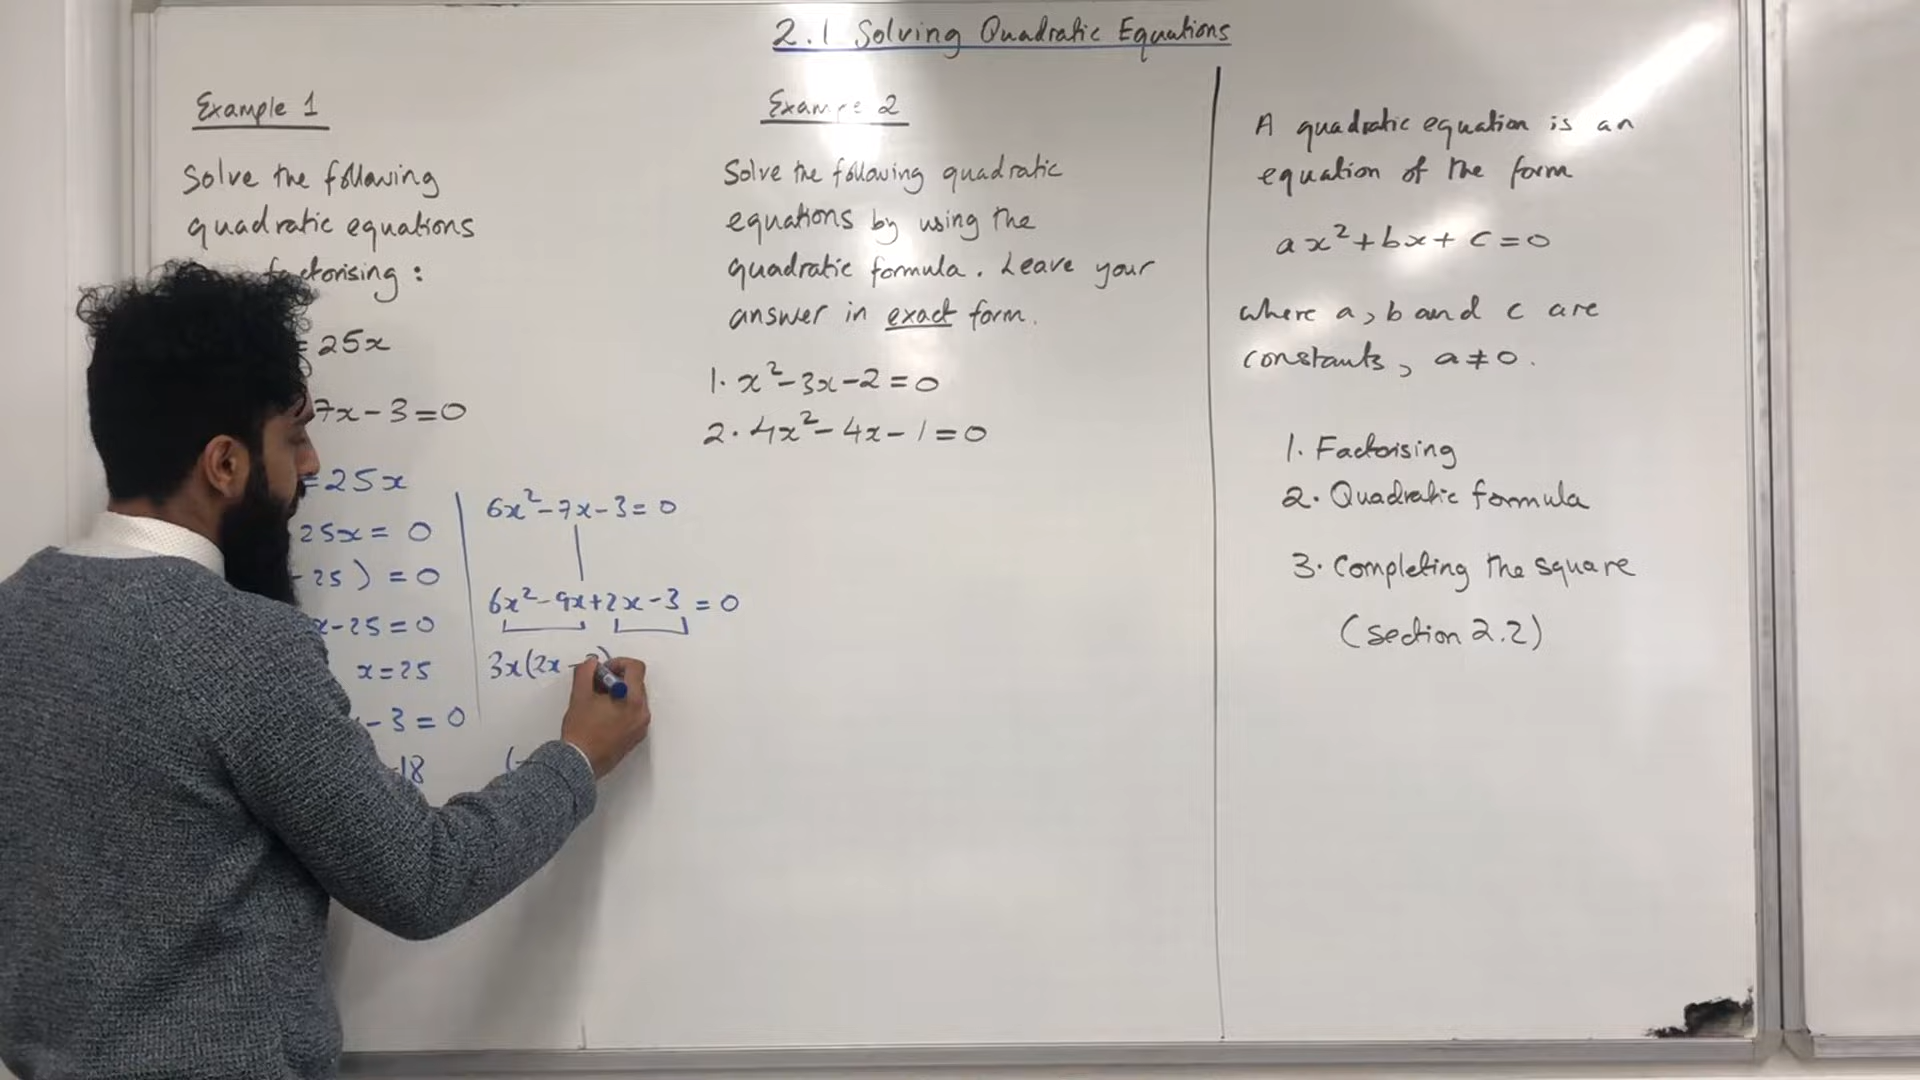 2.1 Solving Quadratic Equations
Example 1
Solve the following
quadratic equations
factorising :
= 25x
7x - 3 = 0
= 25x
25x = 0
- 25 ) = 0
x - 25 = 0
x = 25
- 3 = 0
-18
6x² - 7x - 3 = 0
6x² - 9x + 2x - 3 = 0
3x(2x - 3)
(-
Example 2
Solve the following quadratic
equations by using the
quadratic formula. Leave your
answer in exact form.
1. x² - 3x - 2 = 0
2. 4x² - 4x - 1 = 0
A quadratic equation is an
equation of the form
ax² + bx + c = 0
where a, b and c are
constants, a ≠ 0.
1. Factorising
2. Quadratic formula
3. Completing the square
(section 2.2)